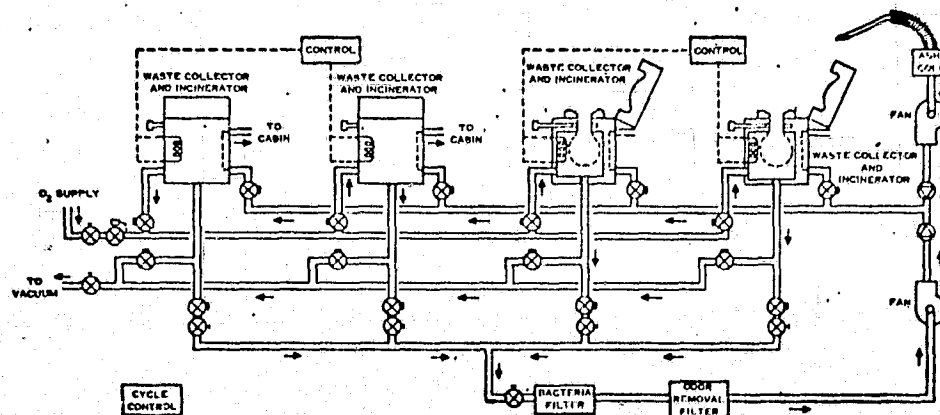 CONTROL
CONTROL
WASTE COLLECTOR
AND INCINERATOR
WASTE COLLECTOR
AND INCINERATOR
WASTE COLLECTOR
AND INCINERATOR
ASH
FAN
TO
CABIN
TO
CABIN
WASTE COLLECTOR
AND
INCINERATOR
O2 SUPPLY
TO
VACUUM
FAN
CYCLE
CONTROL
BACTERIA
FILTER
ODOR
REMOVAL
FILTER